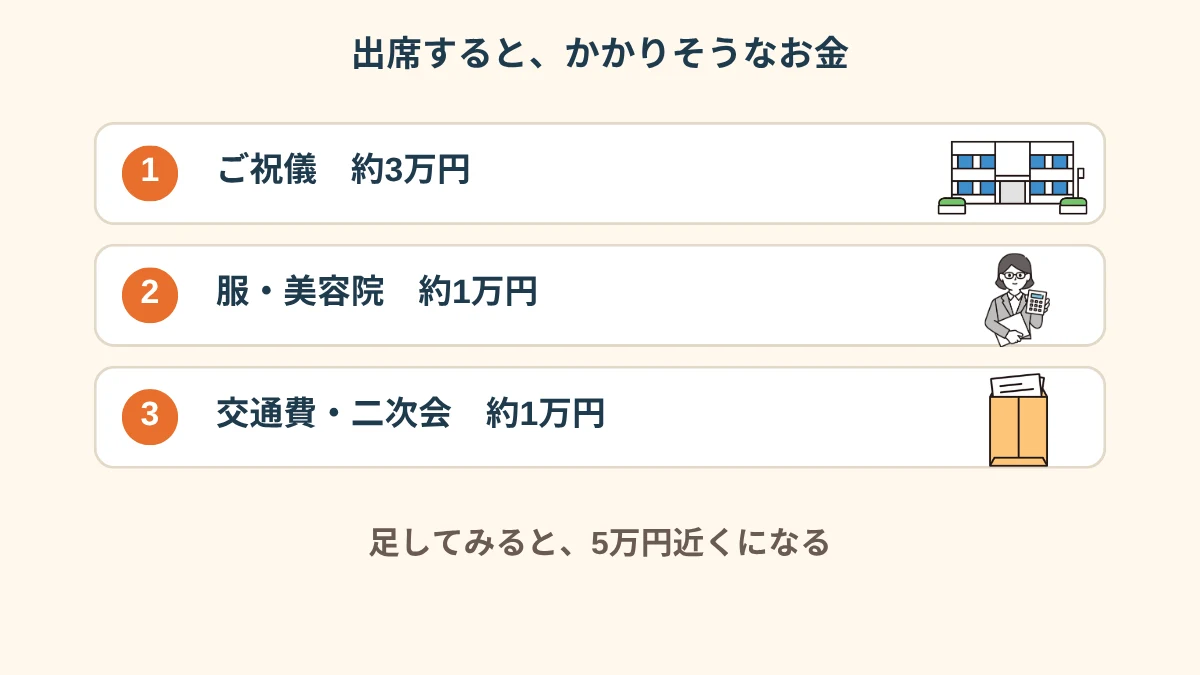 出席すると、かかりそうなお金
1 ご祝儀　約3万円
2 服・美容院　約1万円
3 交通費・二次会　約1万円
足してみると、5万円近くになる